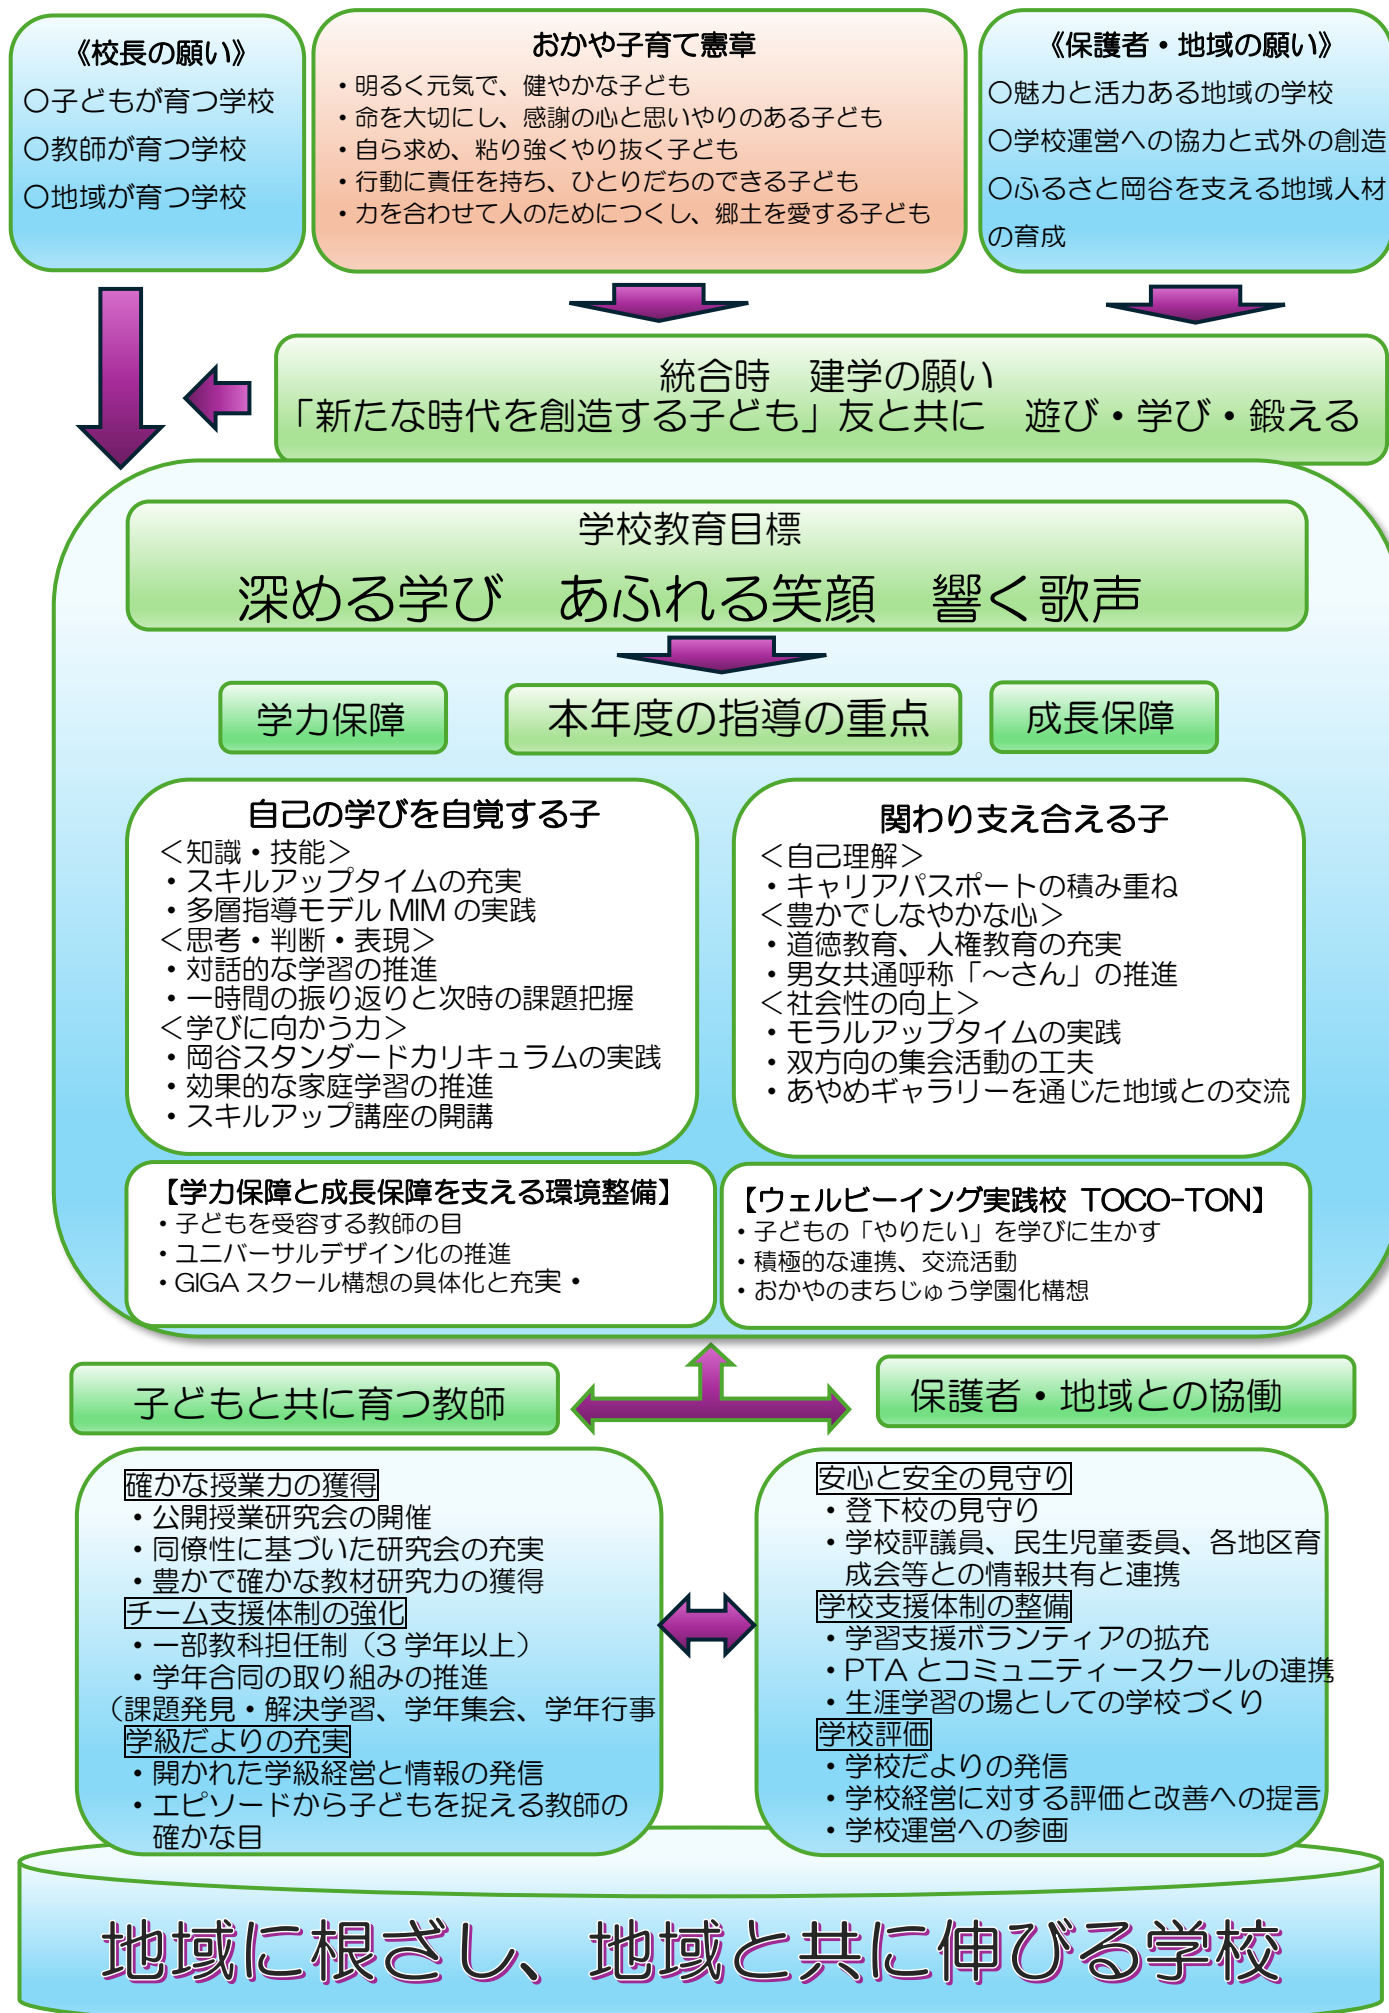 《校長の願い》
○子どもが育つ学校
○教師が育つ学校
○地域が育つ学校
おかや子育て憲章
・明るく元気で、健やかな子ども
・命を大切にし、感謝の心と思いやりのある子ども
・自ら求め、粘り強くやり抜く子ども
・行動に責任を持ち、ひとりだちのできる子ども
・力を合わせて人のためにつくし、郷土を愛する子ども
《保護者・地域の願い》
○魅力と活力ある地域の学校
○学校運営への協力と式外の創造
○ふるさと岡谷を支える地域人材
の育成
統合時　建学の願い
「新たな時代を創造する子ども」友と共に　遊び・学び・鍛える
学校教育目標
深める学び　あふれる笑顔　響く歌声
学力保障
本年度の指導の重点
成長保障
自己の学びを自覚する子
＜知識・技能＞
・スキルアップタイムの充実
・多層指導モデル MIM の実践
＜思考・判断・表現＞
・対話的な学習の推進
・一時間の振り返りと次時の課題把握
＜学びに向かう力＞
・岡谷スタンダードカリキュラムの実践
・効果的な家庭学習の推進
・スキルアップ講座の開講
関わり支え合える子
＜自己理解＞
・キャリアパスポートの積み重ね
＜豊かでしなやかな心＞
・道徳教育、人権教育の充実
・男女共通呼称「～さん」の推進
＜社会性の向上＞
・モラルアップタイムの実践
・双方向の集会活動の工夫
・あやめギャラリーを通じた地域との交流
【学力保障と成長保障を支える環境整備】
・子どもを受容する教師の目
・ユニバーサルデザイン化の推進
・GIGA スクール構想の具体化と充実・
【ウェルビーイング実践校 TOCO-TON】
・子どもの「やりたい」を学びに生かす
・積極的な連携、交流活動
・おかやのまちじゅう学園化構想
子どもと共に育つ教師
保護者・地域との協働
確かな授業力の獲得
・公開授業研究会の開催
・同僚性に基づいた研究会の充実
・豊かで確かな教材研究力の獲得
チーム支援体制の強化
・一部教科担任制（3 学年以上）
・学年合同の取り組みの推進
（課題発見・解決学習、学年集会、学年行事
学級だよりの充実
・開かれた学級経営と情報の発信
・エピソードから子どもを捉える教師の
確かな目
安心と安全の見守り
・登下校の見守り
・学校評議員、民生児童委員、各地区育
成会等との情報共有と連携
学校支援体制の整備
・学習支援ボランティアの拡充
・PTA とコミュニティースクールの連携
・生涯学習の場としての学校づくり
学校評価
・学校だよりの発信
・学校経営に対する評価と改善への提言
・学校運営への参画
地域に根ざし、地域と共に伸びる学校